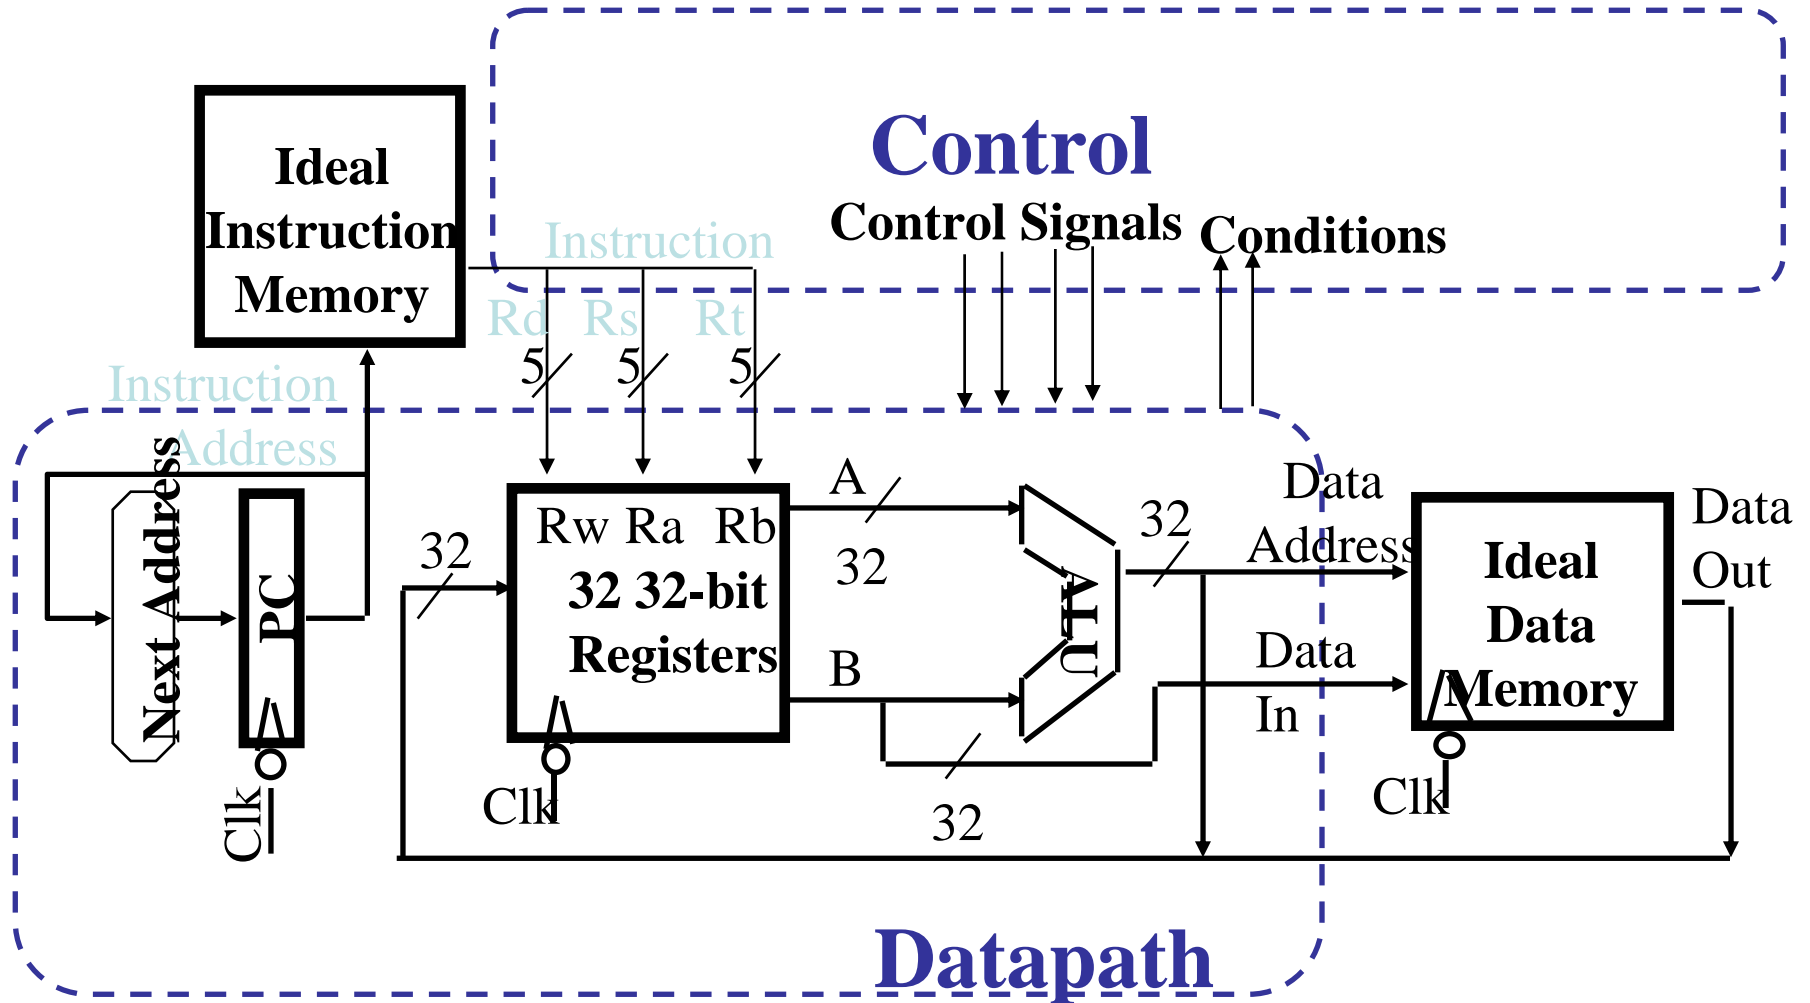 Control
Ideal
Instruction
Memory
Control Signals
Conditions
Instruction
Rd
Rs
Rt
5
5
5
Instruction
Address
Next Address
PC
Clk
32
Rw
Ra
Rb
32 32-bit
Registers
Clk
A
32
B
32
ALU
32
Data
Address
Data
In
Ideal
Data
Memory
Clk
Data
Out
Datapath